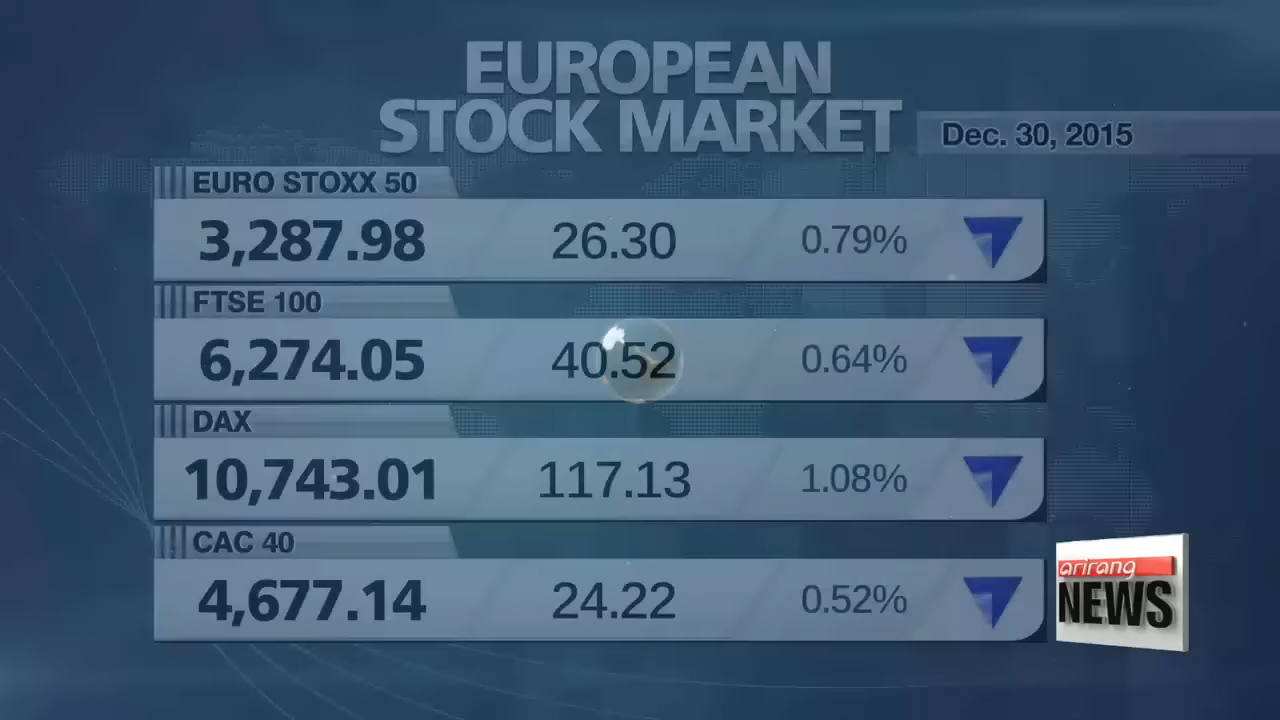 EUROPEAN
STOCK MARKET
Dec. 30, 2015
EURO STOXX 50
3,287.98 26.30 0.79%
FTSE 100
6,274.05 40.52 0.64%
DAX
10,743.01 117.13 1.08%
CAC 40
4,677.14 24.22 0.52%
arirang
NEWS